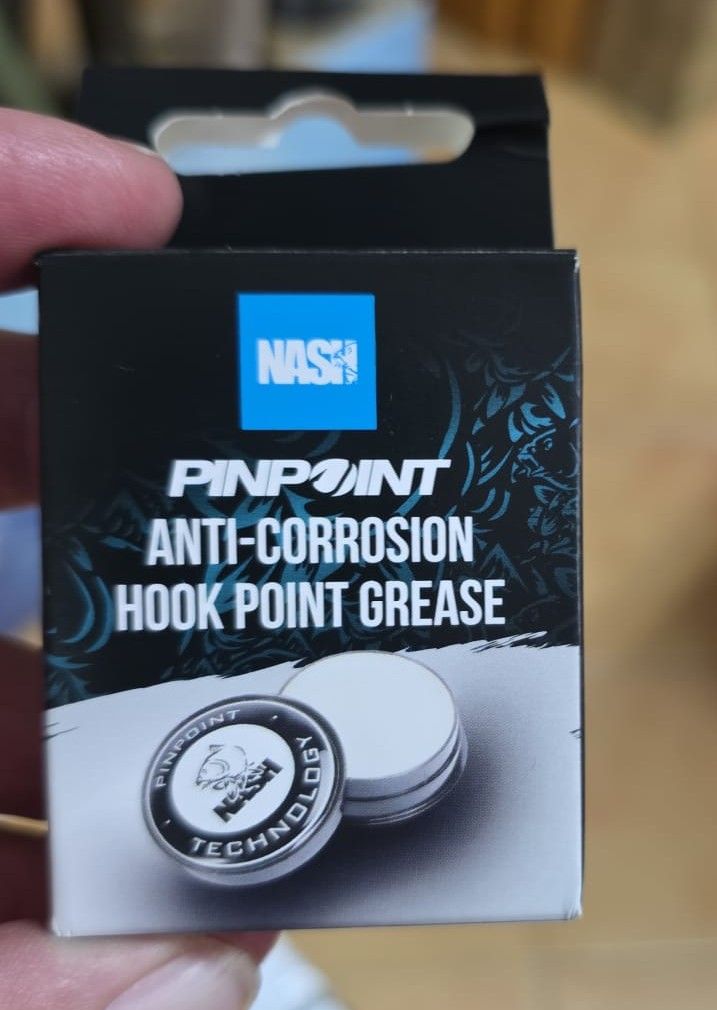 NASH
PINPOINT
ANTI-CORROSION
HOOK POINT GREASE
PINPOINT
NASH
TECHNOLOGY